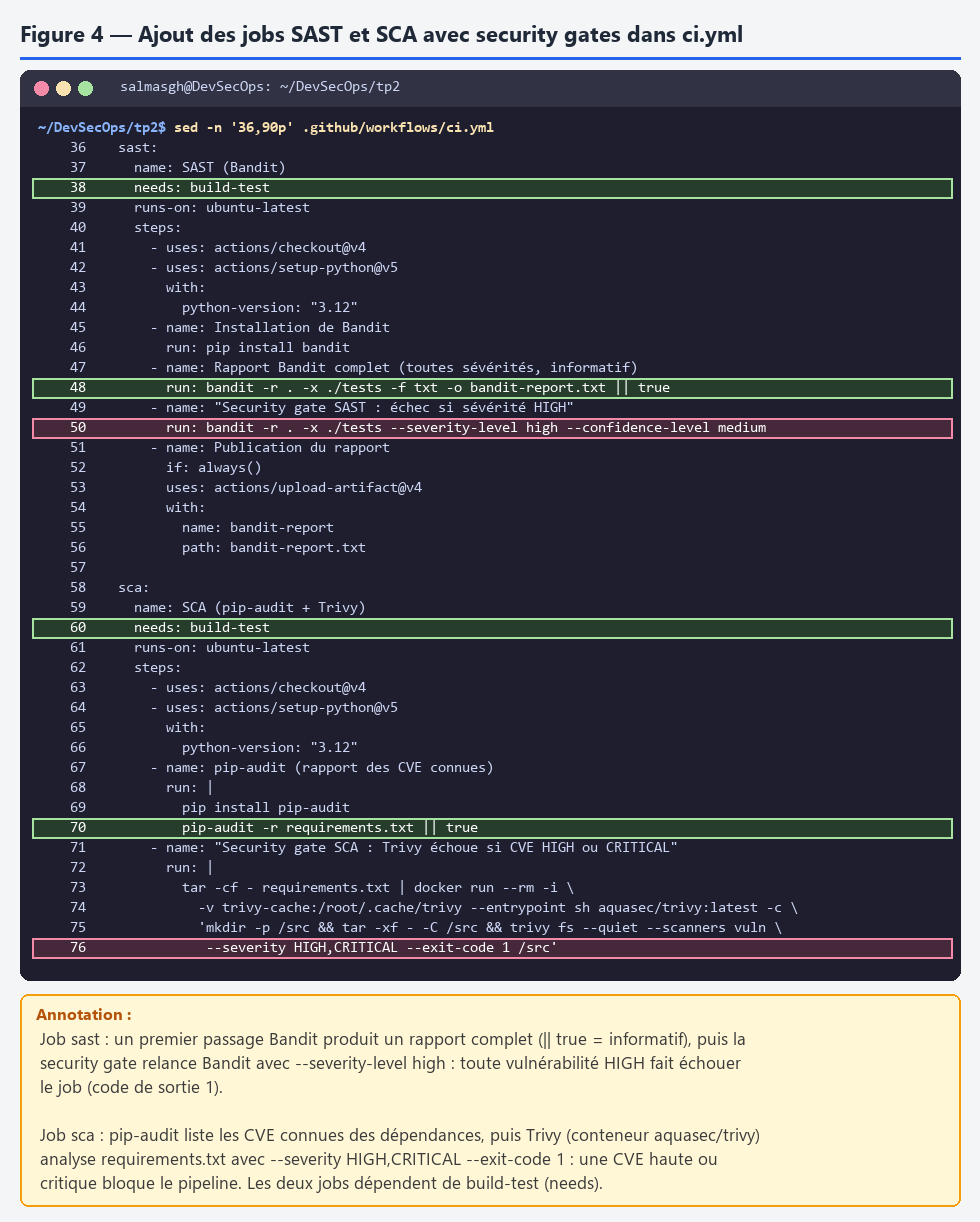 Figure 4 — Ajout des jobs SAST et SCA avec security gates dans ci.yml
salmasgh@DevSecOps: ~/DevSecOps/tp2
~/DevSecOps/tp2$ sed -n '36,90p' .github/workflows/ci.yml
36    sast:
37      name: SAST (Bandit)
38      needs: build-test
39      runs-on: ubuntu-latest
40      steps:
41        - uses: actions/checkout@v4
42        - uses: actions/setup-python@v5
43          with:
44            python-version: "3.12"
45        - name: Installation de Bandit
46          run: pip install bandit
47        - name: Rapport Bandit complet (toutes sévérités, informatif)
48          run: bandit -r . -x ./tests -f txt -o bandit-report.txt || true
49        - name: "Security gate SAST : échec si sévérité HIGH"
50          run: bandit -r . -x ./tests --severity-level high --confidence-level medium
51        - name: Publication du rapport
52          if: always()
53          uses: actions/upload-artifact@v4
54          with:
55            name: bandit-report
56            path: bandit-report.txt
57
58    sca:
59      name: SCA (pip-audit + Trivy)
60      needs: build-test
61      runs-on: ubuntu-latest
62      steps:
63        - uses: actions/checkout@v4
64        - uses: actions/setup-python@v5
65          with:
66            python-version: "3.12"
67        - name: pip-audit (rapport des CVE connues)
68          run: |
69            pip install pip-audit
70            pip-audit -r requirements.txt || true
71        - name: "Security gate SCA : Trivy échoue si CVE HIGH ou CRITICAL"
72          run: |
73            tar -cf - requirements.txt | docker run --rm -i \
74              -v trivy-cache:/root/.cache/trivy --entrypoint sh aquasec/trivy:latest -c \
75              'mkdir -p /src && tar -xf - -C /src && trivy fs --quiet --scanners vuln \
76               --severity HIGH,CRITICAL --exit-code 1 /src'
Annotation :
Job sast : un premier passage Bandit produit un rapport complet (|| true = informatif), puis la
security gate relance Bandit avec --severity-level high : toute vulnérabilité HIGH fait échouer
le job (code de sortie 1).
Job sca : pip-audit liste les CVE connues des dépendances, puis Trivy (conteneur aquasec/trivy)
analyse requirements.txt avec --severity HIGH,CRITICAL --exit-code 1 : une CVE haute ou
critique bloque le pipeline. Les deux jobs dépendent de build-test (needs).